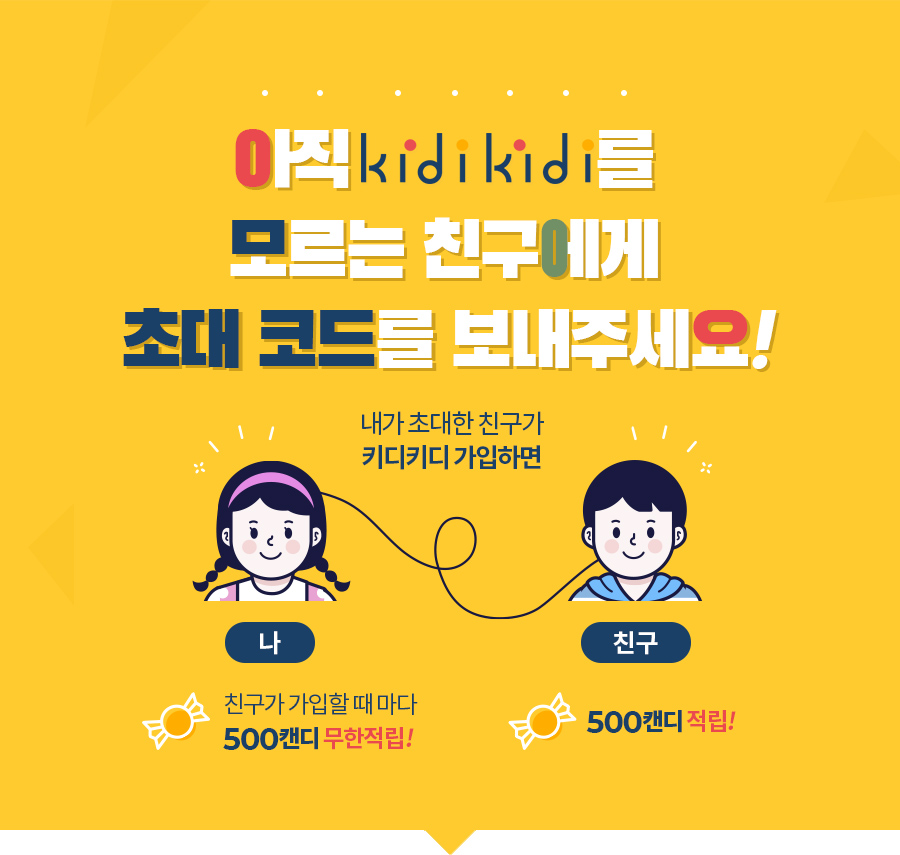 아직 kidikidi를
모르는 친구에게
초대 코드를 보내주세요!
내가 초대한 친구가
키디키디 가입하면
나
친구
친구가 가입할 때 마다
500캔디 무한적립!
500캔디 적립!